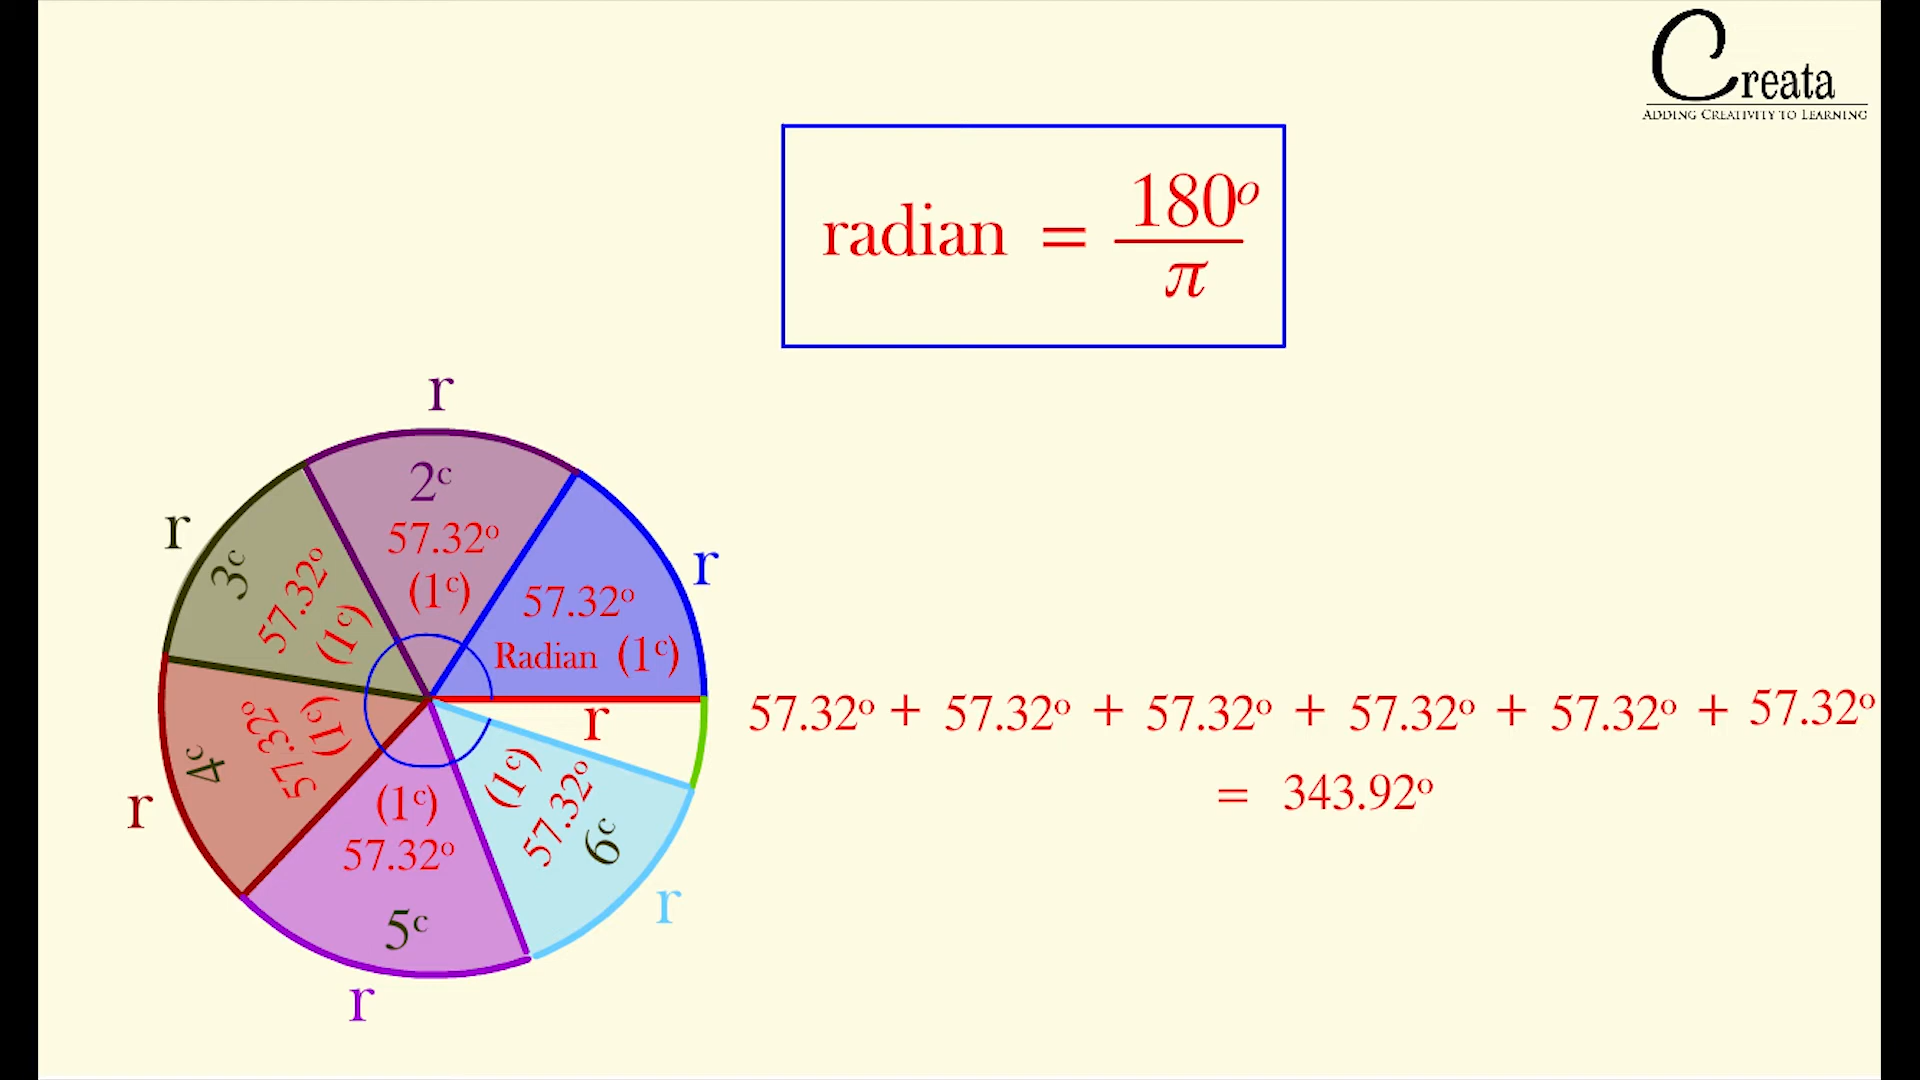 Creata
ADDING CREATIVITY TO LEARNING
radian = 180°
π
r
2ᶜ
57.32°
(1ᶜ)
r
3ᶜ
57.32°
(1ᶜ)
r
57.32°
Radian (1ᶜ)
r
4ᶜ
57.32°
(1ᶜ)
r
(1ᶜ)
57.32°
5ᶜ
r
(1ᶜ)
57.32°
6ᶜ
r
57.32° + 57.32° + 57.32° + 57.32° + 57.32° + 57.32°
= 343.92°